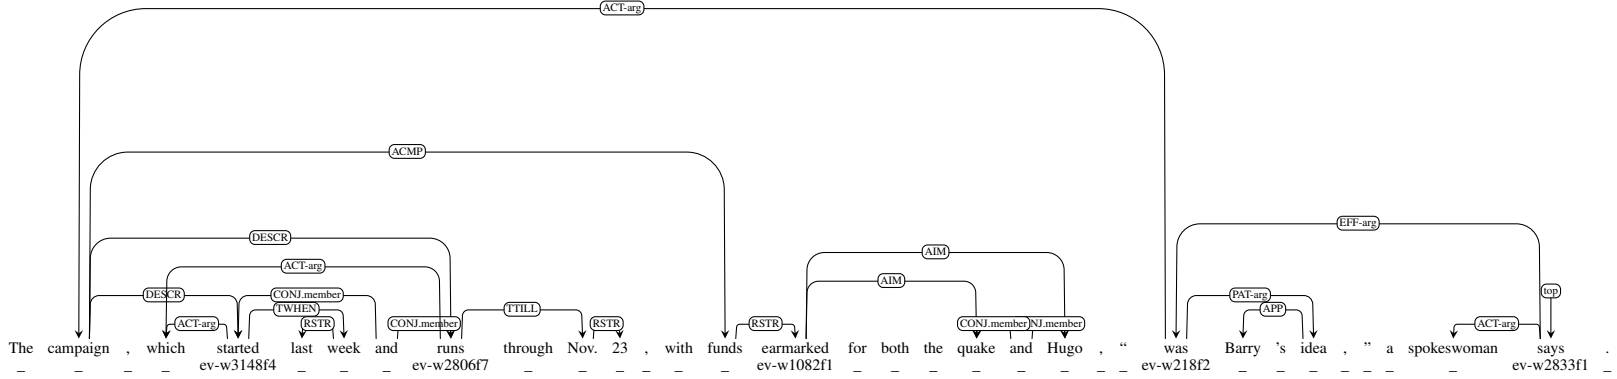 ACT-arg
ACMP
EFF-arg
DESCR
AIM
ACT-arg
AIM
top
DESCR CONJ.member PAT-arg
TWHEN TTILL APP
ACT-arg RSTR CONJ.member RSTR RSTR CONJ.member NJ.member ACT-arg
The campaign , which started last week and runs through Nov. 23 , with funds earmarked for both the quake and Hugo , “ was Barry ’s idea , ” a spokeswoman says .
_ _ _ _ ev-w3148f4 _ _ _ ev-w2806f7 _ _ _ _ _ _ ev-w1082f1 _ _ _ _ _ _ _ _ ev-w218f2 _ _ _ _ _ _ _ ev-w2833f1 _